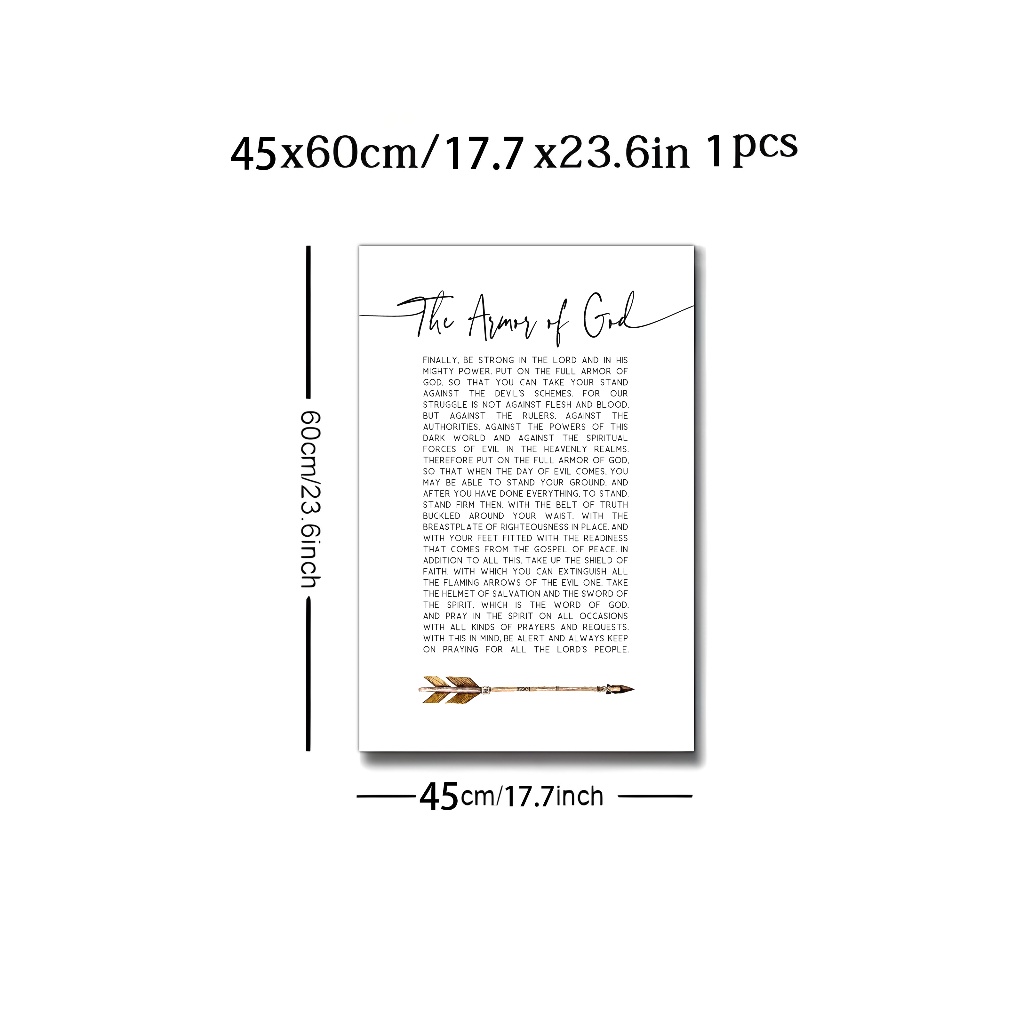 45x60cm/17.7 x23.6in 1pcs
The Armor of God
FINALLY, BE STRONG IN THE LORD AND IN HIS
MIGHTY POWER. PUT ON THE FULL ARMOR OF
GOD, SO THAT YOU CAN TAKE YOUR STAND
AGAINST THE DEVIL'S SCHEMES. FOR OUR
STRUGGLE IS NOT AGAINST FLESH AND BLOOD,
BUT AGAINST THE RULERS, AGAINST THE
AUTHORITIES, AGAINST THE POWERS OF THIS
DARK WORLD AND AGAINST THE SPIRITUAL
FORCES OF EVIL IN THE HEAVENLY REALMS.
THEREFORE PUT ON THE FULL ARMOR OF GOD,
SO THAT WHEN THE DAY OF EVIL COMES, YOU
MAY BE ABLE TO STAND YOUR GROUND, AND
AFTER YOU HAVE DONE EVERYTHING, TO STAND.
STAND FIRM THEN, WITH THE BELT OF TRUTH
BUCKLED AROUND YOUR WAIST, WITH THE
BREASTPLATE OF RIGHTEOUSNESS IN PLACE, AND
WITH YOUR FEET FITTED WITH THE READINESS
THAT COMES FROM THE GOSPEL OF PEACE. IN
ADDITION TO ALL THIS, TAKE UP THE SHIELD OF
FAITH, WITH WHICH YOU CAN EXTINGUISH ALL
THE FLAMING ARROWS OF THE EVIL ONE. TAKE
THE HELMET OF SALVATION AND THE SWORD OF
THE SPIRIT, WHICH IS THE WORD OF GOD.
AND PRAY IN THE SPIRIT ON ALL OCCASIONS
WITH ALL KINDS OF PRAYERS AND REQUESTS.
WITH THIS IN MIND, BE ALERT AND ALWAYS KEEP
ON PRAYING FOR ALL THE LORD'S PEOPLE.
60cm/23.6inch
45cm/17.7inch